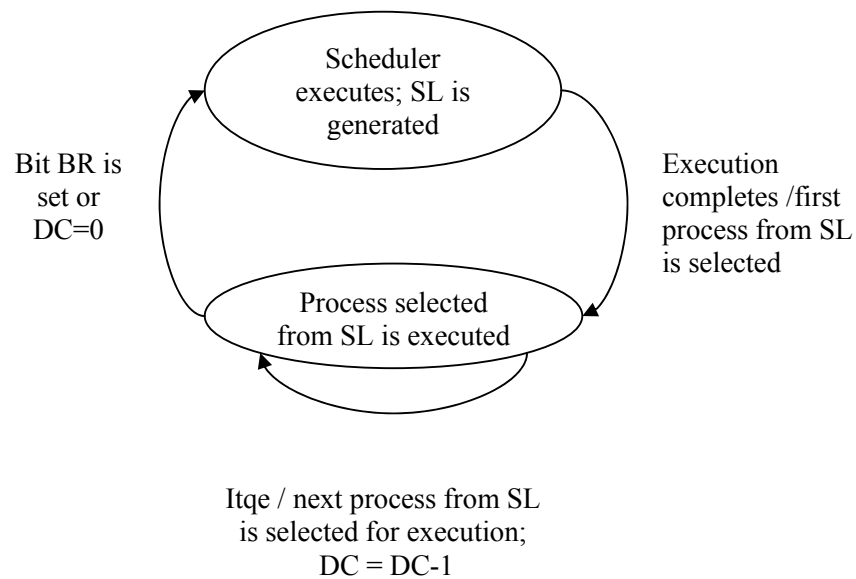 Scheduler
executes; SL is
generated
Bit BR is
set or
DC=0
Execution
completes /first
process from SL
is selected
Process selected
from SL is executed
Itqe / next process from SL
is selected for execution;
DC = DC-1